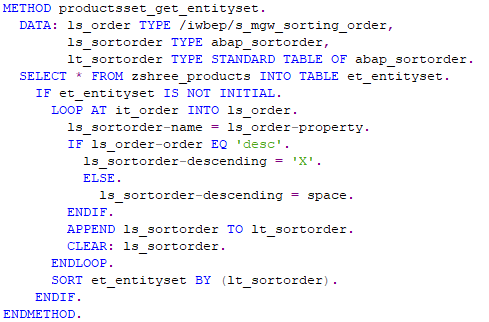 METHOD productsset_get_entityset.
DATA: ls_order TYPE /iwbep/s_mgw_sorting_order,
ls_sortorder TYPE abap_sortorder,
lt_sortorder TYPE STANDARD TABLE OF abap_sortorder.
SELECT * FROM zshree_products INTO TABLE et_entityset.
IF et_entityset IS NOT INITIAL.
LOOP AT it_order INTO ls_order.
ls_sortorder-name = ls_order-property.
IF ls_order-order EQ 'desc'.
ls_sortorder-descending = 'X'.
ELSE.
ls_sortorder-descending = space.
ENDIF.
APPEND ls_sortorder TO lt_sortorder.
CLEAR: ls_sortorder.
ENDLOOP.
SORT et_entityset BY (lt_sortorder).
ENDIF.
ENDMETHOD.